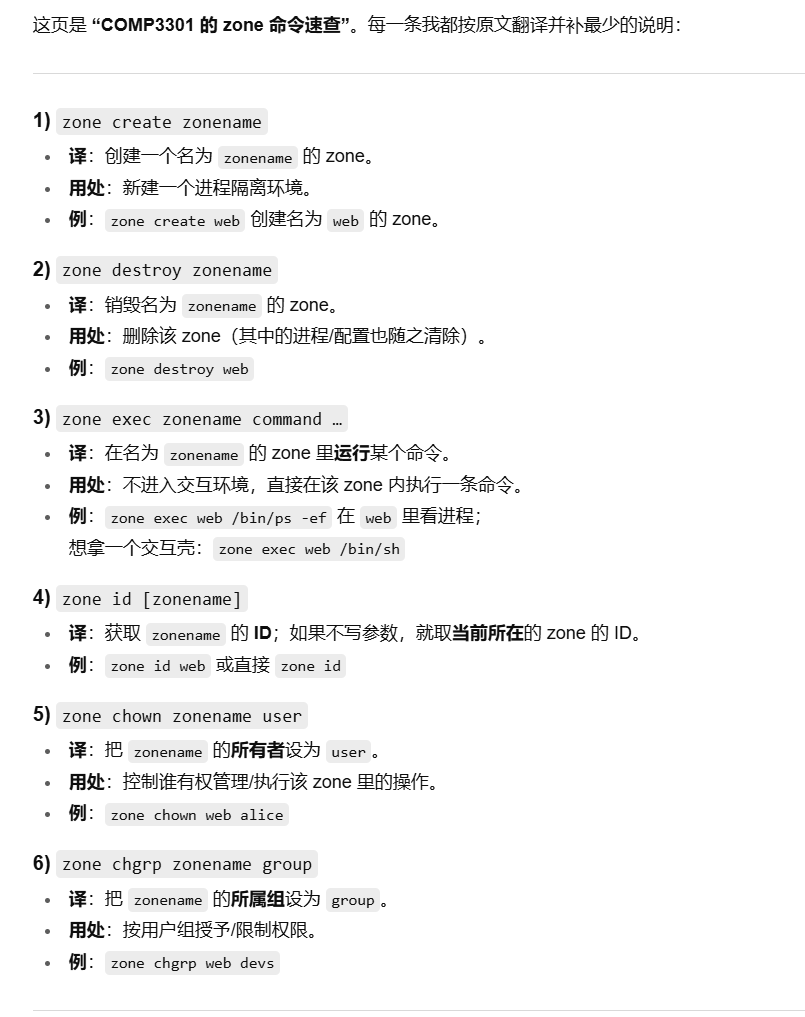 这页是 “COMP3301 的 zone 命令速查”。每一条我都按原文翻译并补最少的说明：
1) zone create zonename
• 译：创建一个名为 zonename 的 zone。
• 用处：新建一个进程隔离环境。
• 例： zone create web 创建名为 web 的 zone。
2) zone destroy zonename
• 译：销毁名为 zonename 的 zone。
• 用处：删除该 zone（其中的进程/配置也随之清除）。
• 例： zone destroy web
3) zone exec zonename command …
• 译：在名为 zonename 的 zone 里运行某个命令。
• 用处：不进入交互环境，直接在该 zone 内执行一条命令。
• 例： zone exec web /bin/ps -ef 在 web 里看进程；
想拿一个交互壳： zone exec web /bin/sh
4) zone id [zonename]
• 译：获取 zonename 的 ID；如果不写参数，就取当前所在的 zone 的 ID。
• 例： zone id web 或直接 zone id
5) zone chown zonename user
• 译：把 zonename 的所有者设为 user 。
• 用处：控制谁有权管理/执行该 zone 里的操作。
• 例： zone chown web alice
6) zone chgrp zonename group
• 译：把 zonename 的所属组设为 group 。
• 用处：按用户组授予/限制权限。
• 例： zone chgrp web devs